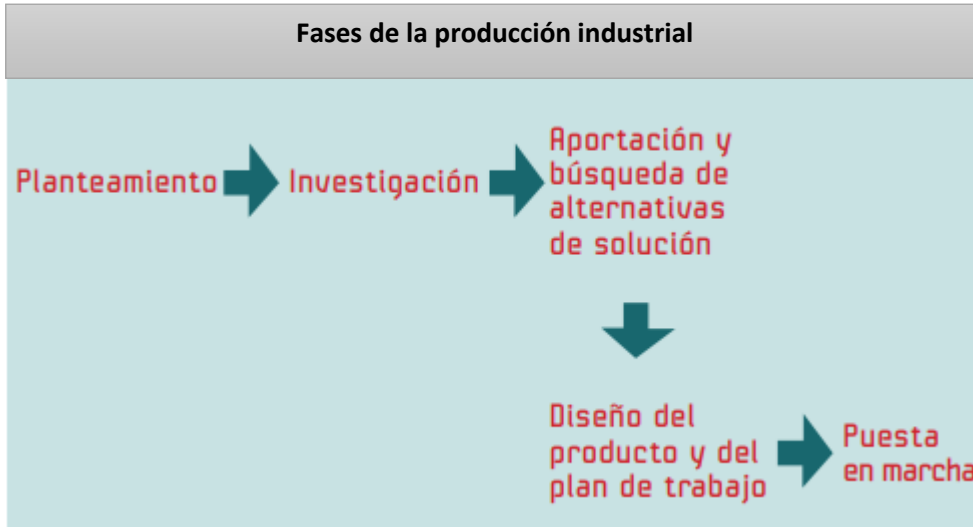 Fases de la producción industrial
Planteamiento
Investigación
Aportación y
búsqueda de
alternativas
de solución
Diseño del
producto y del
plan de trabajo
Puesta
en marcha